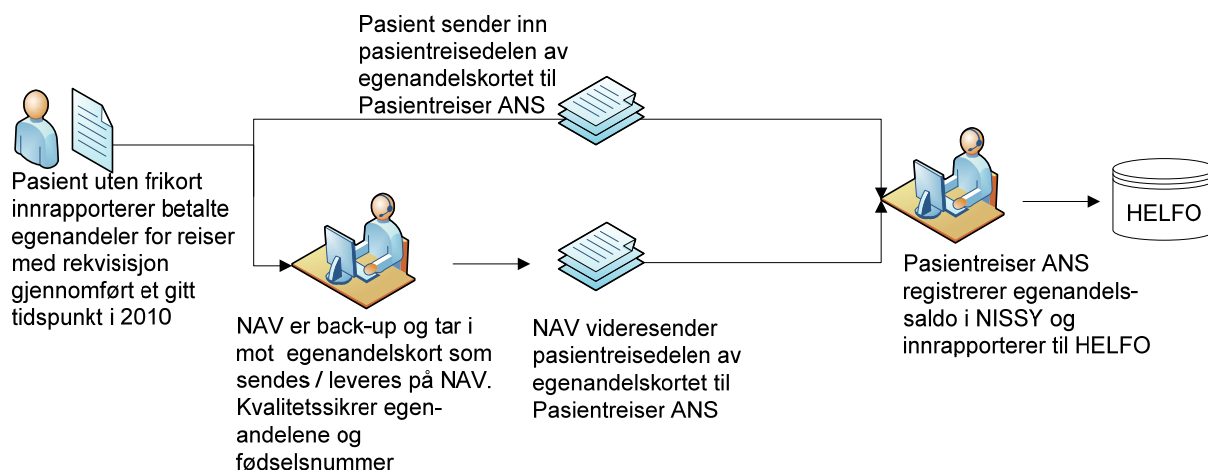 Pasient sender inn
pasientreisedelen av
egenandelskortet til
Pasientreiser ANS
Pasient uten frikort
innrapporterer betalte
egenandeler for reiser
med rekvisisjon
gjennomført et gitt
tidspunkt i 2010
NAV er back-up og tar i
mot egenandelskort som
sendes / leveres på NAV.
Kvalitetssikrer egen-
andelene og
fødselsnummer
NAV videresender
pasientreisedelen av
egenandelskortet til
Pasientreiser ANS
Pasientreiser ANS
registrerer egenandels-
saldo i NISSY og
innrapporterer til HELFO
HELFO